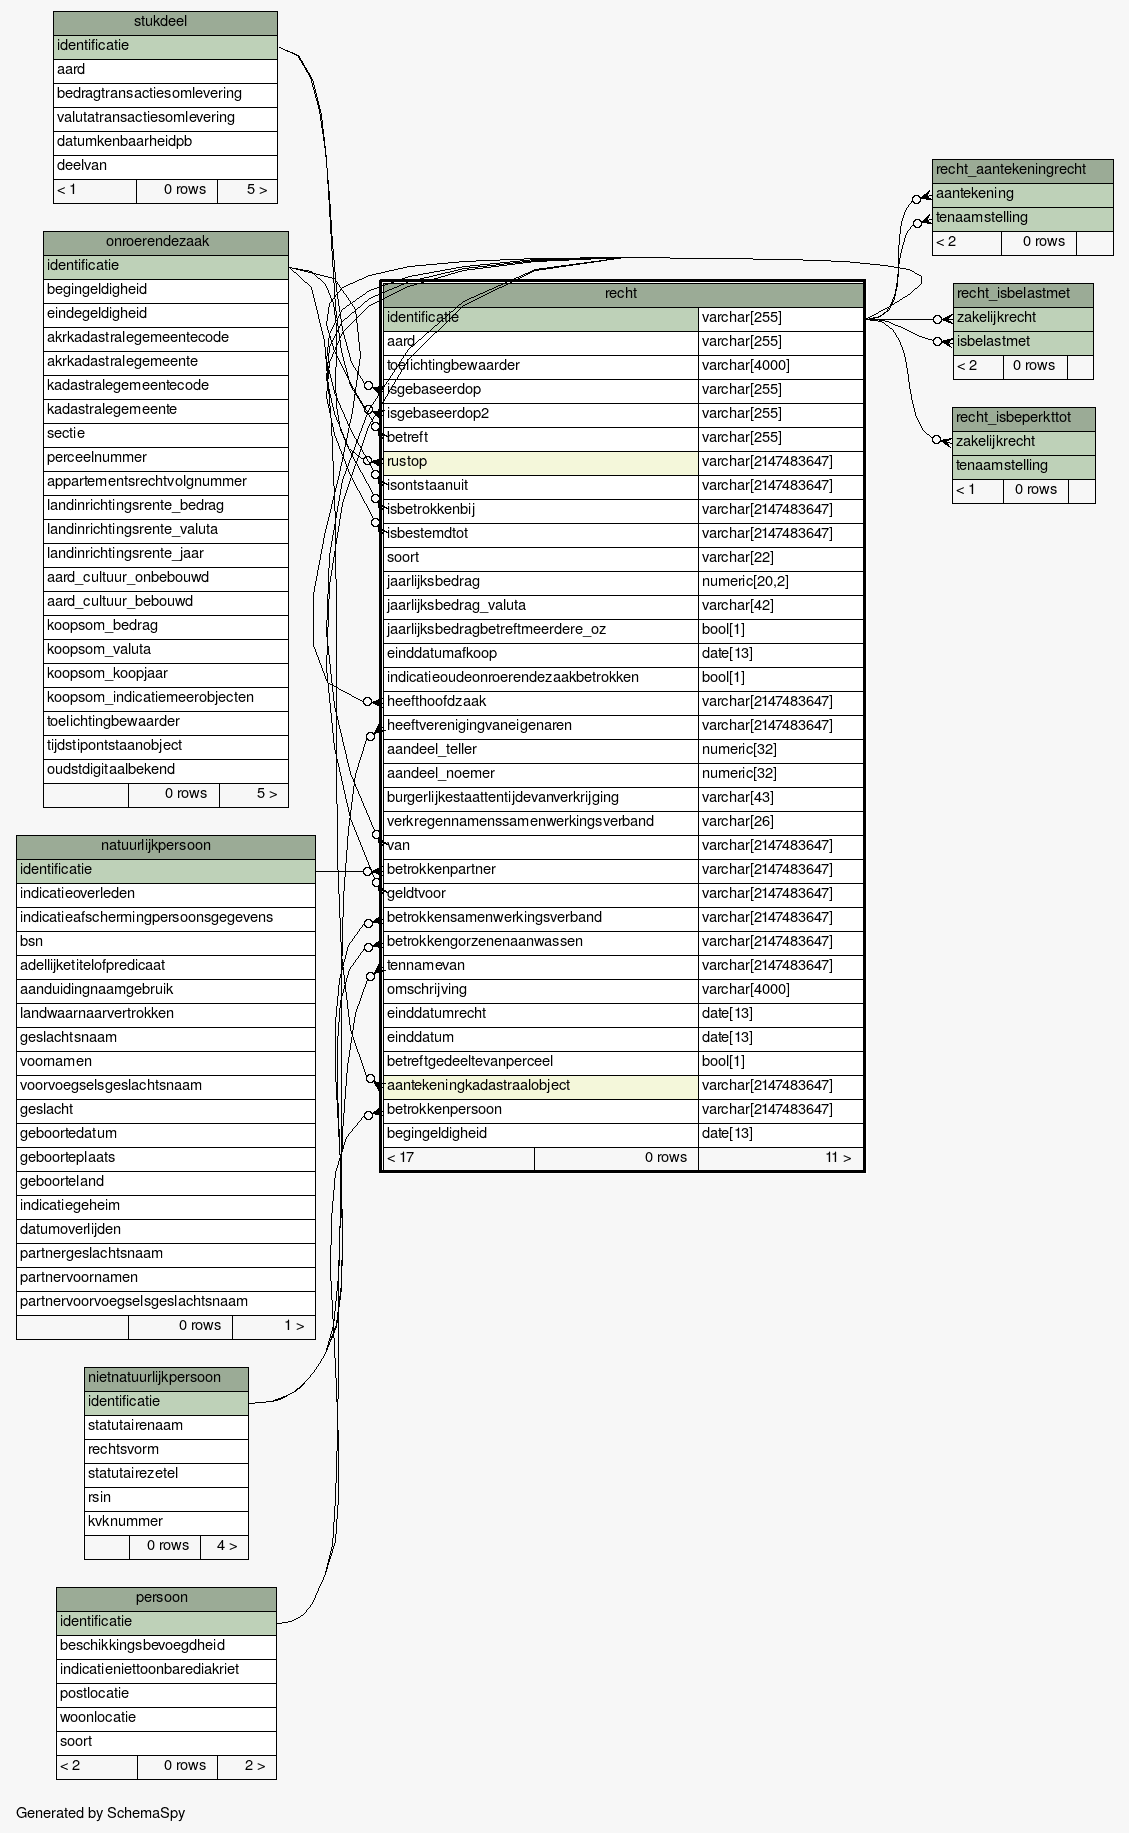 stukdeel
identificatie
aard
bedragtransactiesomlevering
valutatransactiesomlevering
datumkenbaarheidpb
deelvan
< 1 0 rows 5 >
onroerendezaak
identificatie
begingeldigheid
eindegeldigheid
akrkadastralegemeentecode
akrkadastralegemeente
kadastralegemeentecode
kadastralegemeente
sectie
perceelnummer
appartementsrechtvolgnummer
landinrichtingsrente_bedrag
landinrichtingsrente_valuta
landinrichtingsrente_jaar
aard_cultuur_onbebouwd
aard_cultuur_bebouwd
koopsom_bedrag
koopsom_valuta
koopsom_koopjaar
koopsom_indicatiemeerobjecten
toelichtingbewaarder
tijdstipontstaanobject
oudstdigitaalbekend
0 rows 5 >
natuurlijkpersoon
identificatie
indicatieoverleden
indicatieafschermingpersoonsgegevens
bsn
adellijketitelofpredicaat
aanduidingnaamgebruik
landwaarnaarvertrokken
geslachtsnaam
voornamen
voorvoegselsgeslachtsnaam
geslacht
geboortedatum
geboorteplaats
geboorteland
indicatiegeheim
datumoverlijden
partnergeslachtsnaam
partnervoornamen
partnervoorvoegselsgeslachtsnaam
0 rows 1 >
nietnatuurlijkpersoon
identificatie
statutairenaam
rechtsvorm
statutairezetel
rsin
kvknummer
0 rows 4 >
persoon
identificatie
beschikkingsbevoegdheid
indicatieniettoonbarediakriet
postlocatie
woonlocatie
soort
< 2 0 rows 2 >
recht
identificatie varchar[255]
aard varchar[255]
toelichtingbewaarder varchar[4000]
isgebaseerdop varchar[255]
isgebaseerdop2 varchar[255]
betreft varchar[255]
rustop varchar[2147483647]
isontstaanuit varchar[2147483647]
isbetrokkenbij varchar[2147483647]
isbestemdtot varchar[2147483647]
soort varchar[22]
jaarlijksbedrag numeric[20,2]
jaarlijksbedrag_valuta varchar[42]
jaarlijksbedragbetreftmeerdere_oz bool[1]
einddatumafkoop date[13]
indicatieoudeonroerendezaakbetrokken bool[1]
heefthoofdzaak varchar[2147483647]
heeftverenigingvaneigenaren varchar[2147483647]
aandeel_teller numeric[32]
aandeel_noemer numeric[32]
burgerlijkestaattentijdevanverkrijging varchar[43]
verkregennamenssamenwerkingsverband varchar[26]
van varchar[2147483647]
betrokkenpartner varchar[2147483647]
geldtvoor varchar[2147483647]
betrokkensamenwerkingsverband varchar[2147483647]
betrokkengorzenenaanwassen varchar[2147483647]
tennamevan varchar[2147483647]
omschrijving varchar[4000]
einddatumrecht date[13]
einddatum date[13]
betreftgedeeltevanperceel bool[1]
aantekeningkadastraalobject varchar[2147483647]
betrokkenpersoon varchar[2147483647]
begingeldigheid date[13]
< 17 0 rows 11 >
recht_aantekeningrecht
aantekening
tenaamstelling
< 2 0 rows
recht_isbelastmet
zakelijkrecht
isbelastmet
< 2 0 rows
recht_isbeperkttot
zakelijkrecht
tenaamstelling
< 1 0 rows
Generated by SchemaSpy